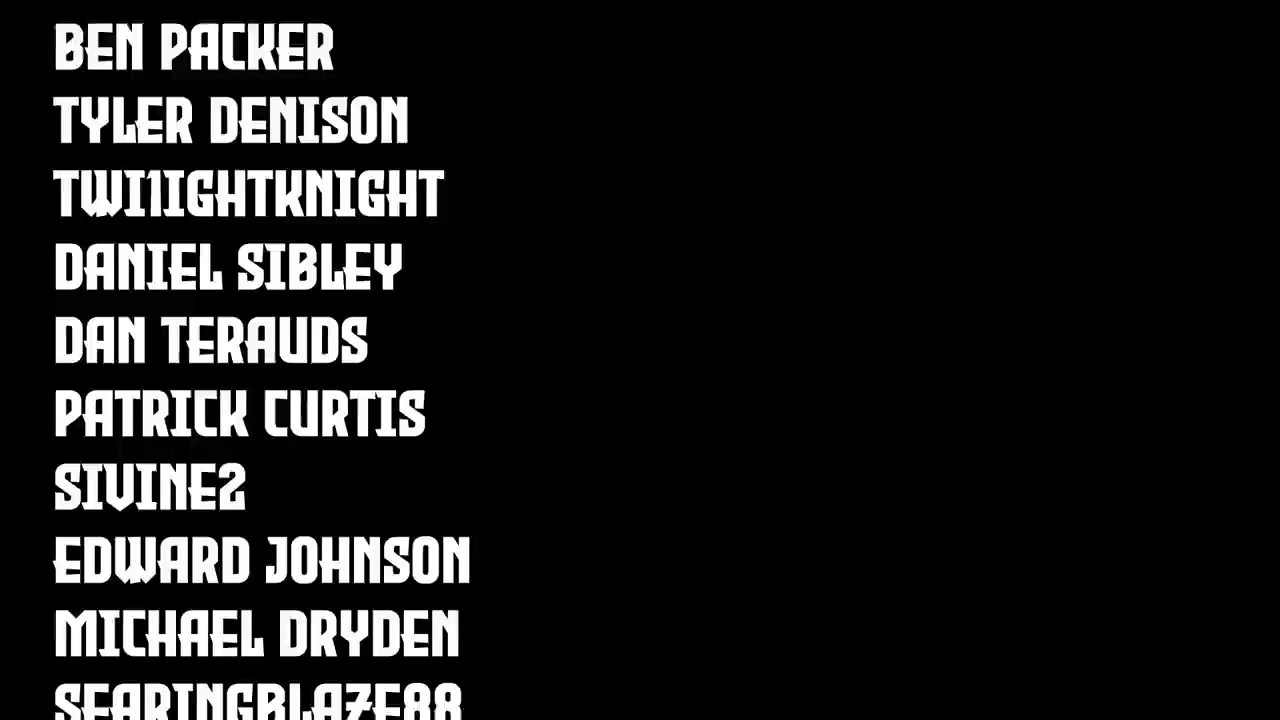 BEN PACKER
TYLER DENISON
TWI1IGHTKNIGHT
DANIEL SIBLEY
DAN TERAUDS
PATRICK CURTIS
SIVINE2
EDWARD JOHNSON
MICHAEL DRYDEN
SEARINGBLAZE88